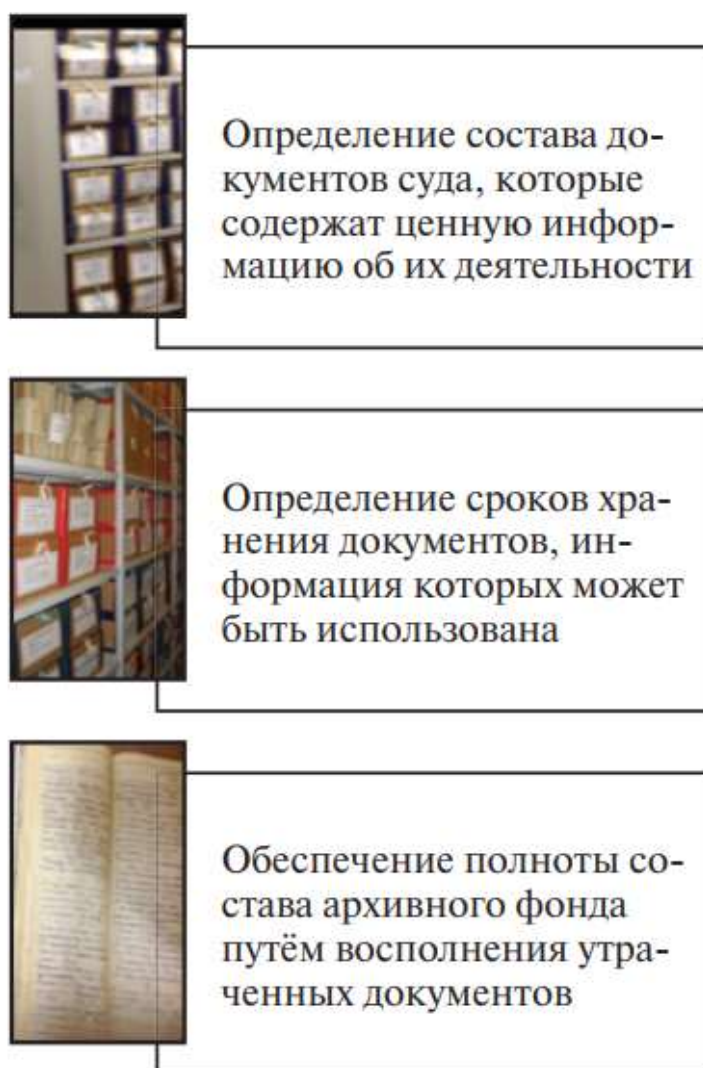 Определение состава до-
кументов суда, которые
содержат ценную инфор-
мацию об их деятельности
Определение сроков хра-
нения документов, ин-
формация которых может
быть использована
Обеспечение полноты со-
става архивного фонда
путём восполнения утра-
ченных документов